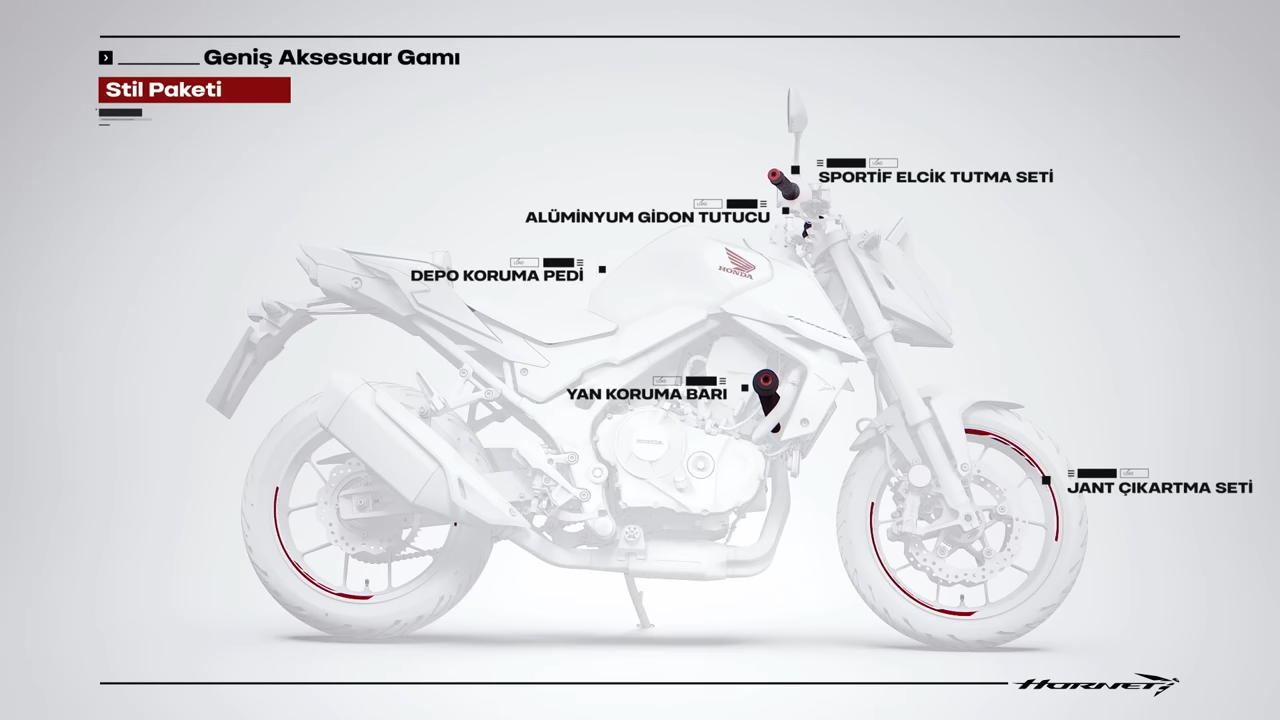 Geniş Aksesuar Gamı
Stil Paketi
SPORTİF ELCİK TUTMA SETİ
ALÜMİNYUM GİDON TUTUCU
DEPO KORUMA PEDİ
HONDA
YAN KORUMA BARI
HONDA
JANT ÇIKARTMA SETİ
HORNET